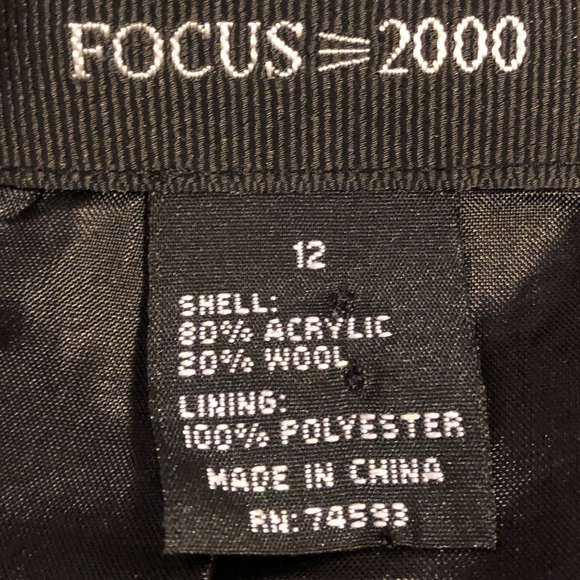 FOCUS 2000
12
SHELL:
80% ACRYLIC
20% WOOL
LINING:
100% POLYESTER
MADE IN CHINA
RN: 74593